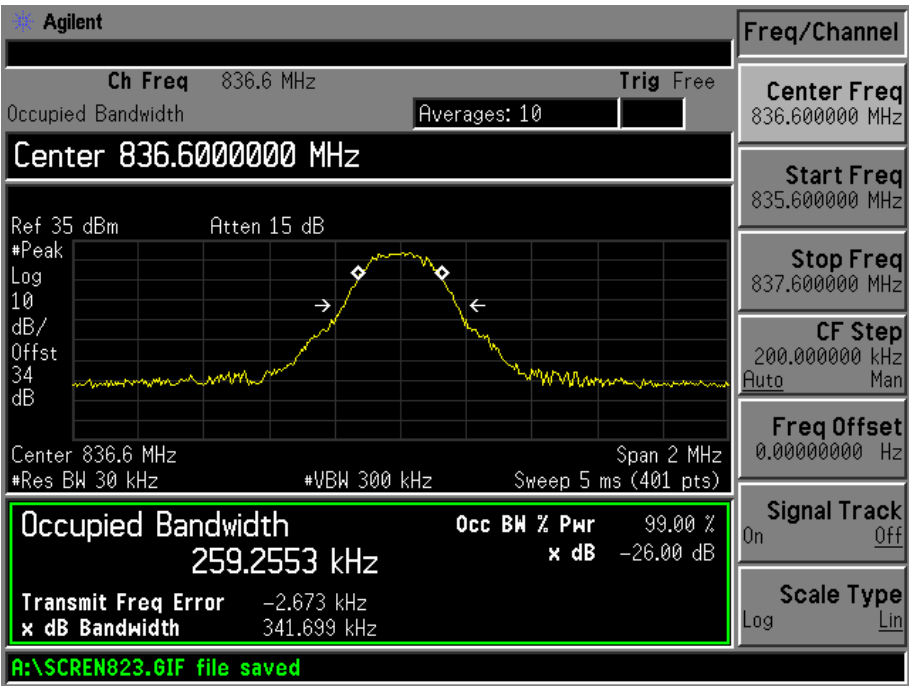 Agilent
Freq/Channel
Ch Freq 836.6 MHz Trig Free
Occupied Bandwidth Averages: 10
Center 836.6000000 MHz
Ref 35 dBm Atten 15 dB
#Peak
Log
10
dB/
Offst
34
dB
Center 836.6 MHz Span 2 MHz
#Res BW 30 kHz #VBW 300 kHz Sweep 5 ms (401 pts)
Occupied Bandwidth Occ BW % Pwr 99.00 %
259.2553 kHz x dB -26.00 dB
Transmit Freq Error -2.673 kHz
x dB Bandwidth 341.699 kHz
A:\SCREN823.GIF file saved
Center Freq
836.600000 MHz
Start Freq
835.600000 MHz
Stop Freq
837.600000 MHz
CF Step
200.000000 kHz
Auto Man
Freq Offset
0.00000000 Hz
Signal Track
On Off
Scale Type
Log Lin